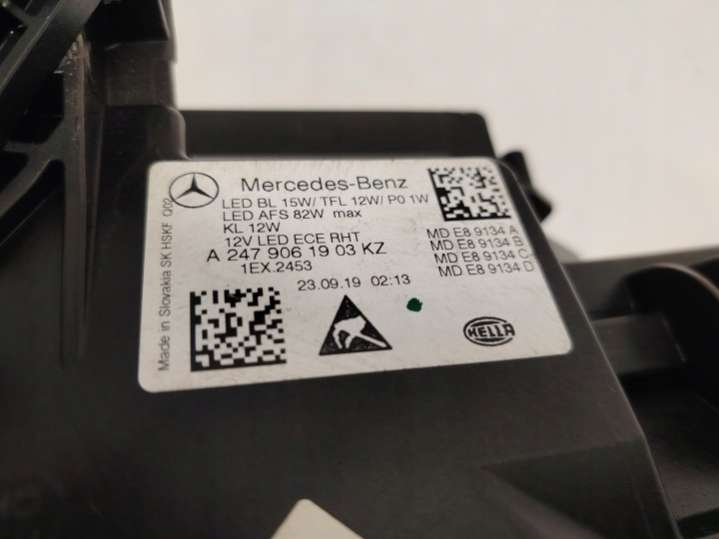 Mercedes-Benz
LED BL 15W/ TFL 12W/ PO 1W
LED AFS 82W max
KL 12W
12V LED ECE RHT
A 247 906 19 03 KZ
1EX.2453
23.09.19 02:13
MD E8 9134 A
MD E8 9134 B
MD E8 9134 C
MD E8 9134 D
HELLA
Made in Slovakia SK HSKF Q02